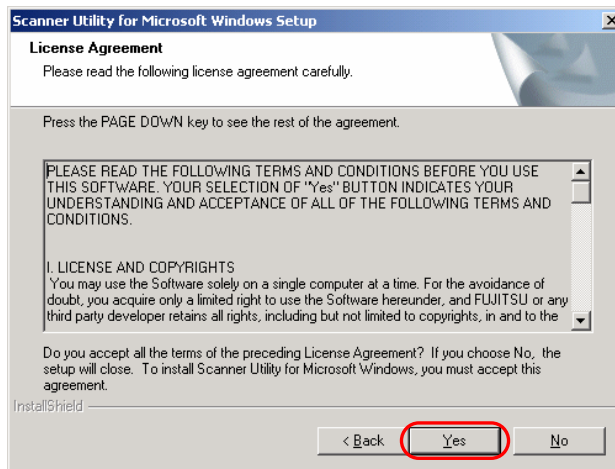 Scanner Utility for Microsoft Windows Setup
License Agreement
Please read the following license agreement carefully.
Press the PAGE DOWN key to see the rest of the agreement.
PLEASE READ THE FOLLOWING TERMS AND CONDITIONS BEFORE YOU USE
THIS SOFTWARE. YOUR SELECTION OF "Yes" BUTTON INDICATES YOUR
UNDERSTANDING AND ACCEPTANCE OF ALL OF THE FOLLOWING TERMS AND
CONDITIONS.
I. LICENSE AND COPYRIGHTS
You may use the Software solely on a single computer at a time. For the avoidance of
doubt, you acquire only a limited right to use the Software hereunder, and FUJITSU or any
third party developer retains all rights, including but not limited to copyrights, in and to the
Do you accept all the terms of the preceding License Agreement? If you choose No, the
setup will close. To install Scanner Utility for Microsoft Windows, you must accept this
agreement.
InstallShield
< Back Yes No